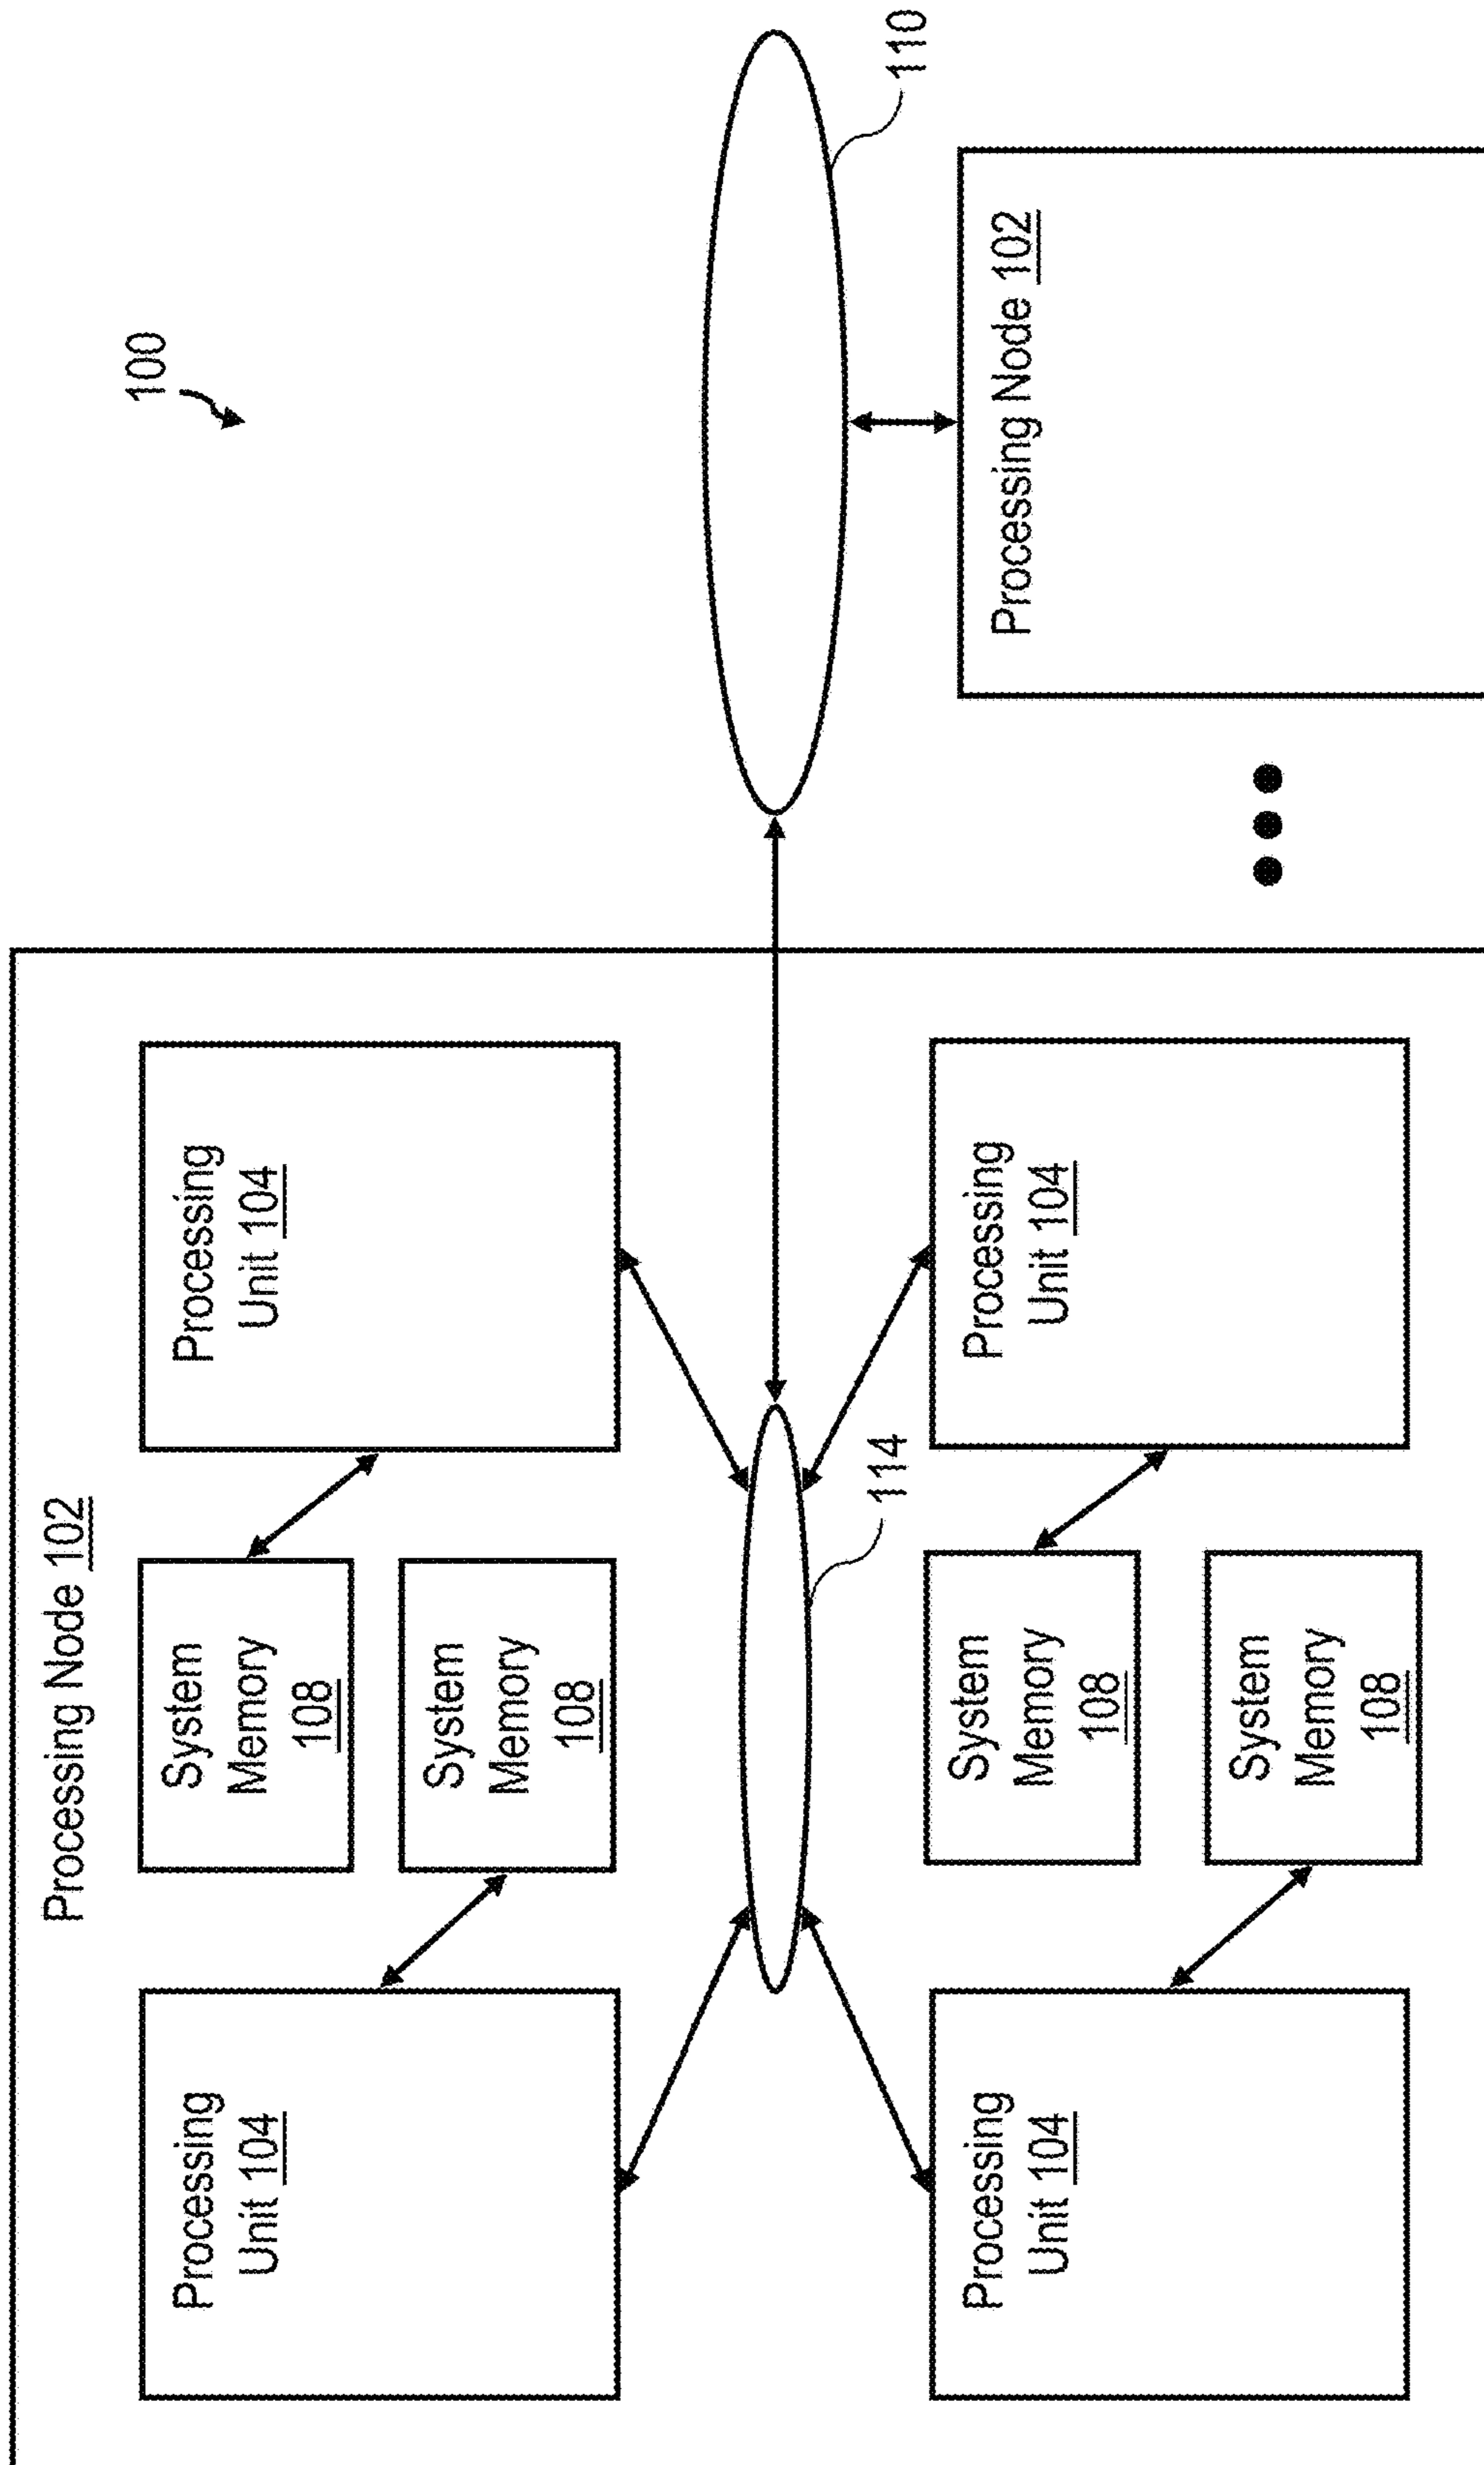 100
Processing Node 102
Processing
Unit 104
System
Memory
108
System
Memory
108
Processing
Unit 104
114
110
Processing
Unit 104
System
Memory
108
System
Memory
108
Processing
Unit 104
Processing Node 102